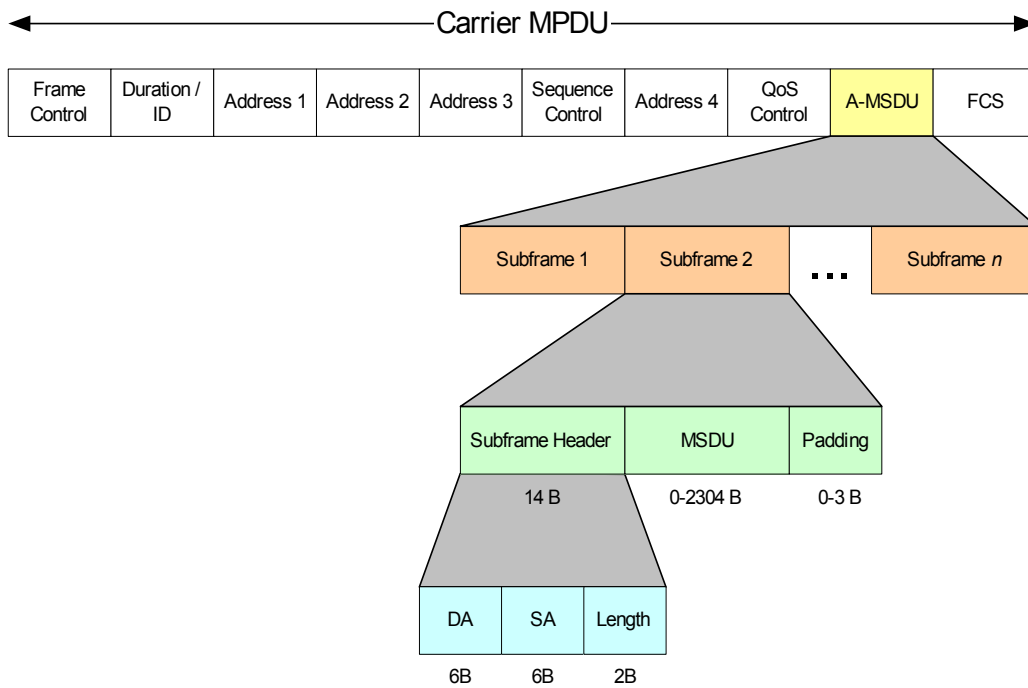 Carrier MPDU
Frame Control
Duration / ID
Address 1
Address 2
Address 3
Sequence Control
Address 4
QoS Control
A-MSDU
FCS
Subframe 1
Subframe 2
...
Subframe n
Subframe Header
MSDU
Padding
14 B
0-2304 B
0-3 B
DA
SA
Length
6B
6B
2B